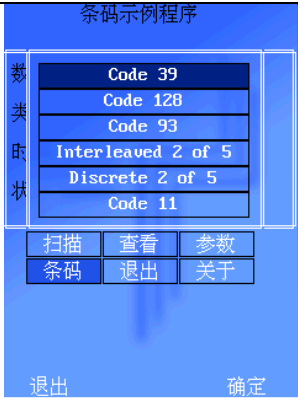 条码示例程序
数
Code 39
Code 128
类
Code 93
时
Interleaved 2 of 5
Discrete 2 of 5
状
Code 11
扫描 查看 参数
条码 退出 关于
退出 确定